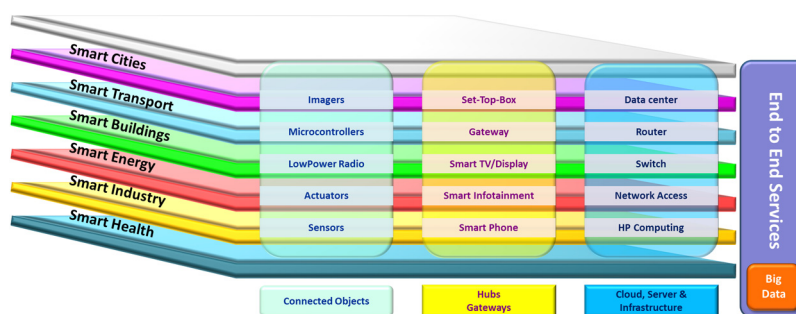 Smart Cities
Smart Transport
Smart Buildings
Smart Energy
Smart Industry
Smart Health
Imagers
Microcontrollers
LowPower Radio
Actuators
Sensors
Connected Objects
Set-Top-Box
Gateway
Smart TV/Display
Smart Infotainment
Smart Phone
Hubs
Gateways
Data center
Router
Switch
Network Access
HP Computing
Cloud, Server &
Infrastructure
End to End Services
Big
Data